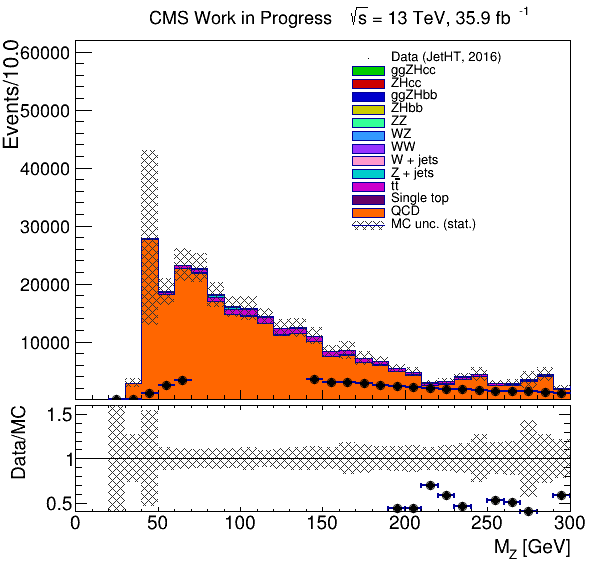 CMS Work in Progress √s = 13 TeV, 35.9 fb⁻¹
Events/10.0
60000
50000
40000
30000
20000
10000
Data (JetHT, 2016)
ggZHcc
ZHcc
ggZHbb
ZHbb
ZZ
WZ
WW
W + jets
Z + jets
tt̅
Single top
QCD
MC unc. (stat.)
Data/MC
1.5
1
0.5
0 50 100 150 200 250 300
M_Z [GeV]